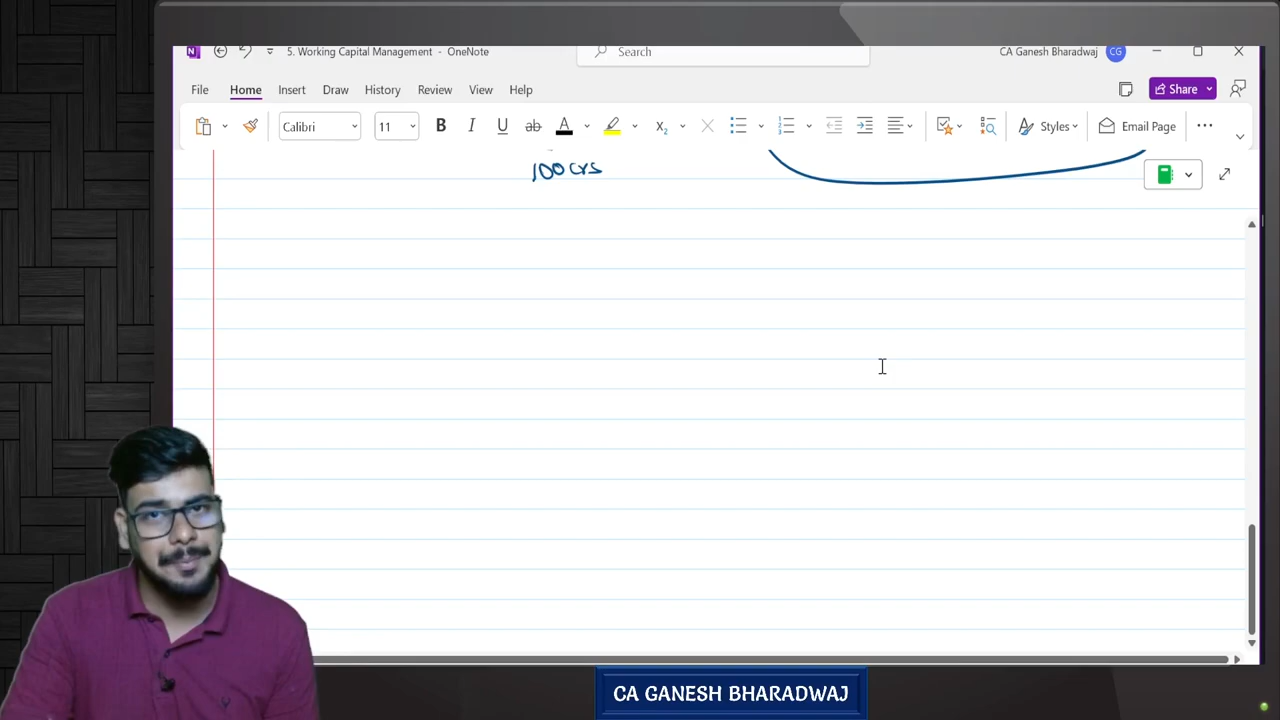 5. Working Capital Management - OneNote
Search
CA Ganesh Bharadwaj
CG
File
Home
Insert
Draw
History
Review
View
Help
Share
Calibri
11
B
I
U
ab
A
X2
Styles
Email Page
100 crs
CA GANESH BHARADWAJ